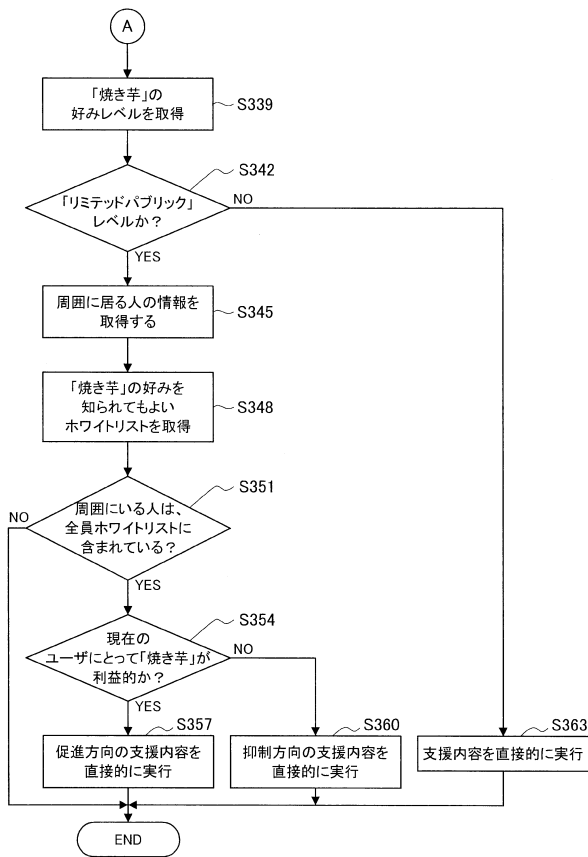 A
「焼き芋」の
好みレベルを取得
S339
S342
「リミテッドパブリック」
レベルか？
NO
YES
周囲に居る人の情報を
取得する
S345
「焼き芋」の好みを
知られてもよい
ホワイトリストを取得
S348
S351
周囲にいる人は、
全員ホワイトリストに
含まれている？
NO
YES
S354
現在の
ユーザにとって「焼き芋」が
利益的か？
NO
YES
S357
促進方向の支援内容を
直接的に実行
S360
抑制方向の支援内容を
直接的に実行
S363
支援内容を直接的に実行
END